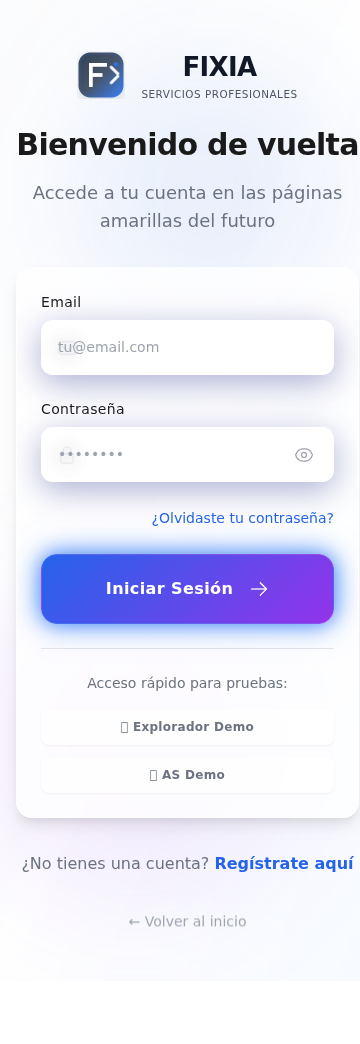 FIXIA
SERVICIOS PROFESIONALES
Bienvenido de vuelta
Accede a tu cuenta en las páginas
amarillas del futuro
Email
tu@email.com
Contraseña
••••••••
¿Olvidaste tu contraseña?
Iniciar Sesión →
Acceso rápido para pruebas:
Explorador Demo
AS Demo
¿No tienes una cuenta? Regístrate aquí
← Volver al inicio